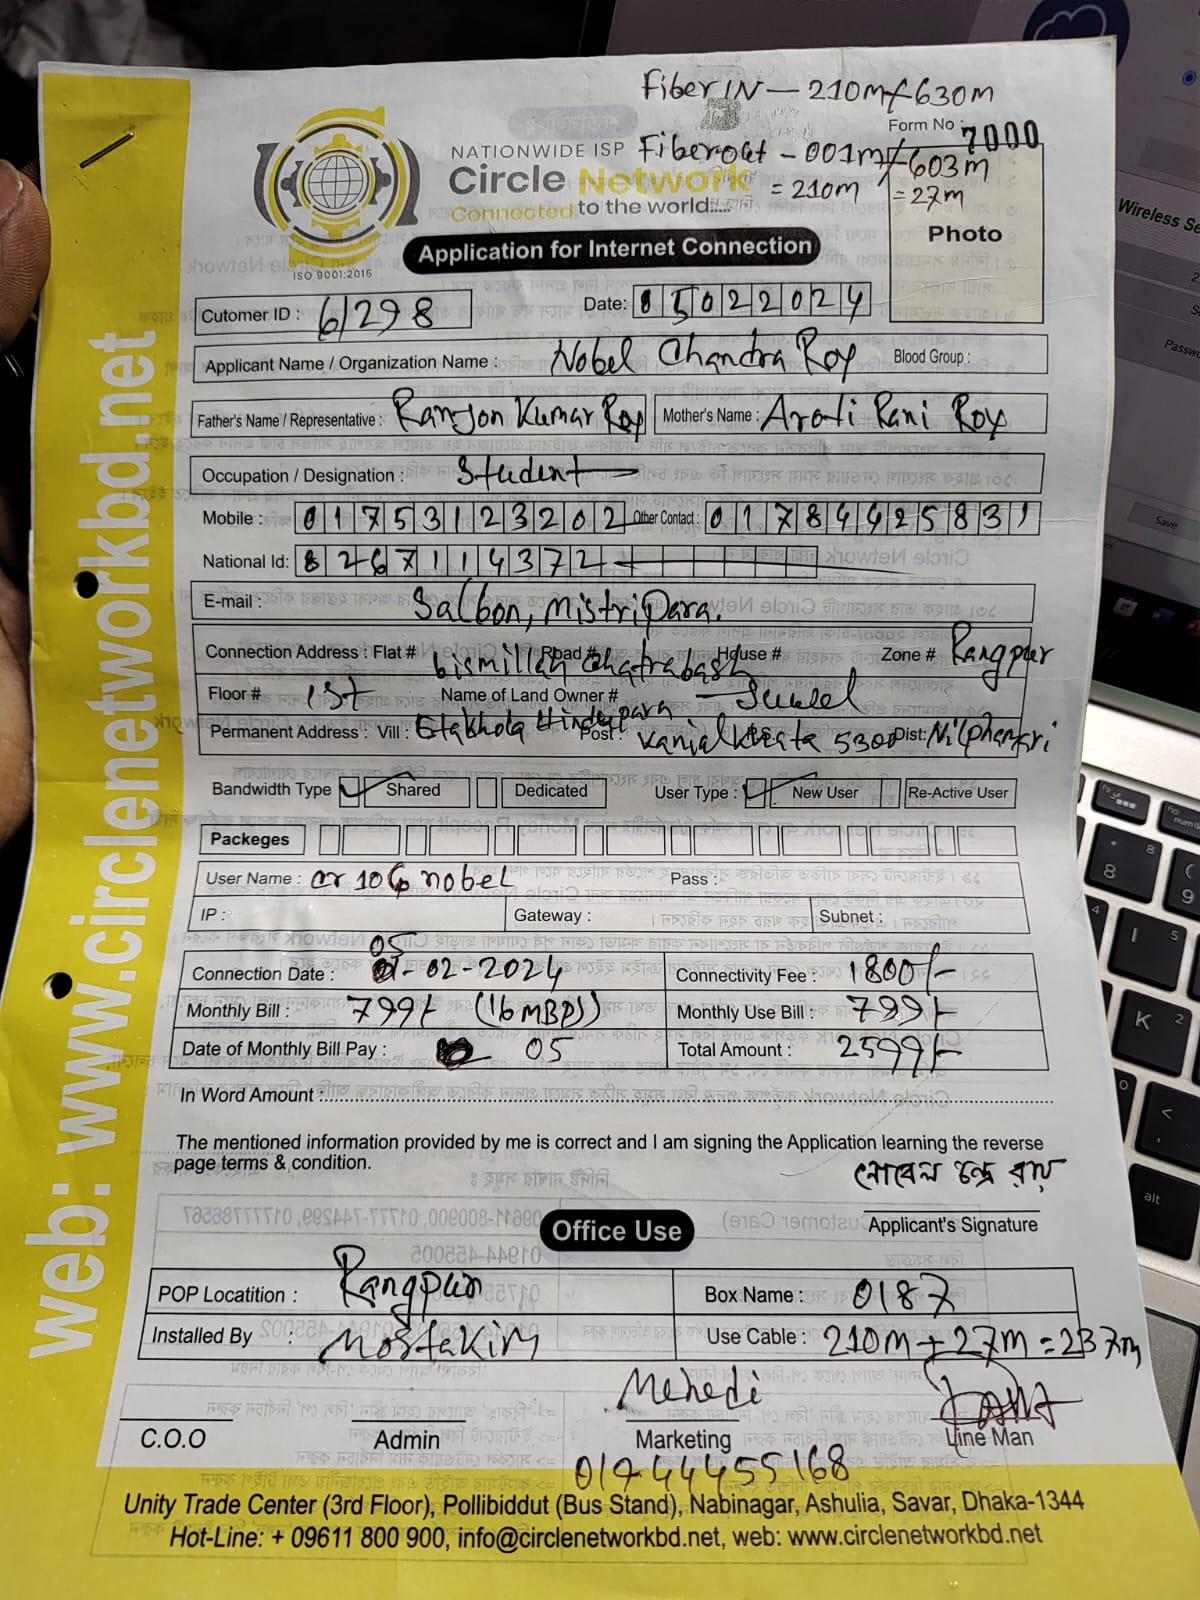 Fiber IN - 210m / 630m
Form No : 7000
NATIONWIDE ISP
Fiber out - 001m / 603m
Circle Network
= 210m = 27m
Connected to the world.....
Photo
ISO 9001:2015
Application for Internet Connection
Wireless Se
Cutomer ID : 61298
Date: 05022024
Applicant Name / Organization Name : Nobel Chandra Roy
Blood Group :
Father's Name / Representative : Ranjon Kumar Roy
Mother's Name : Arati Rani Roy
Occupation / Designation : Student
Mobile : 01753123202
Other Contact : 01784425831
National Id: 8267114372
E-mail :
Salbon, Mistripara.
Connection Address : Flat # Road # House # Zone # Rangpur
bismillah chatrabash
Floor # 1st Name of Land Owner #
Permanent Address : Vill : Etakhola Hindupara Post : 5300 Dist: Nilphamari
Bandwidth Type Shared Dedicated User Type : New User Re-Active User
Packeges
User Name : cr106nobel Pass :
IP : Gateway : Subnet :
05
Connection Date : -02-2024 Connectivity Fee : 1800/-
Monthly Bill : 799/- (16MBPS) Monthly Use Bill : 799/-
Date of Monthly Bill Pay : 05 Total Amount : 2599/-
In Word Amount :
The mentioned information provided by me is correct and I am signing the Application learning the reverse
page terms & condition.
নোবেল চন্দ্র রায়
Applicant's Signature
Office Use
POP Locatition : Rangpur Box Name : 0187
Installed By : Mostakim Use Cable : 210m + 27m = 237m
Mehedi
C.O.O Admin Marketing Line Man
01744455168
Unity Trade Center (3rd Floor), Pollibiddut (Bus Stand), Nabinagar, Ashulia, Savar, Dhaka-1344
Hot-Line: + 09611 800 900, info@circlenetworkbd.net, web: www.circlenetworkbd.net
web: www.circlenetworkbd.net
Save
alt